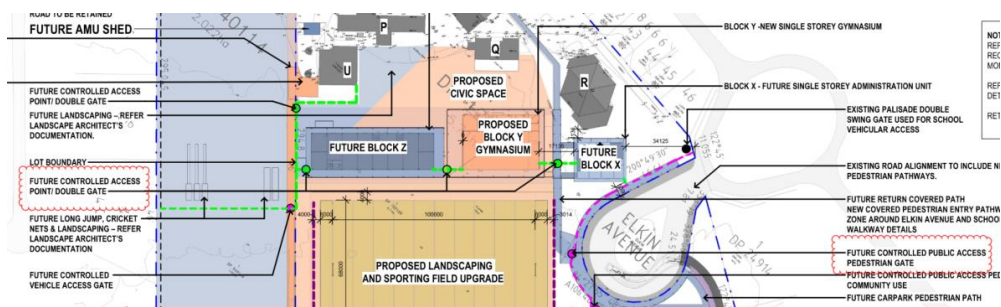 ROAD TO BE RETAINED
FUTURE AMU SHED
FUTURE CONTROLLED ACCESS
POINT/ DOUBLE GATE
FUTURE LANDSCAPING – REFER
LANDSCAPE ARCHITECT'S
DOCUMENTATION.
LOT BOUNDARY
FUTURE CONTROLLED ACCESS
POINT/ DOUBLE GATE
FUTURE LONG JUMP, CRICKET
NETS & LANDSCAPING – REFER
LANDSCAPE ARCHITECT'S
DOCUMENTATION
FUTURE CONTROLLED
VEHICLE ACCESS GATE
2.022ha
P
Q
U
R
PROPOSED
CIVIC SPACE
FUTURE BLOCK Z
PROPOSED
BLOCK Y
GYMNASIUM
FUTURE
BLOCK X
34125
4000
100000
3014
68000
PROPOSED LANDSCAPING
AND SPORTING FIELD UPGRADE
ELKIN
AVENUE
DP 24914
BLOCK Y -NEW SINGLE STOREY GYMNASIUM
BLOCK X - FUTURE SINGLE STOREY ADMINISTRATION UNIT
EXISTING PALISADE DOUBLE
SWING GATE USED FOR SCHOOL
VEHICULAR ACCESS
EXISTING ROAD ALIGNMENT TO INCLUDE
PEDESTRIAN PATHWAYS.
FUTURE RETURN COVERED PATH
NEW COVERED PEDESTRIAN ENTRY
ZONE AROUND ELKIN AVENUE AND
WALKWAY DETAILS
FUTURE CONTROLLED PUBLIC ACCESS
PEDESTRIAN GATE
FUTURE CONTROLLED PUBLIC ACCESS
COMMUNITY USE
FUTURE CARPARK PEDESTRIAN PATH